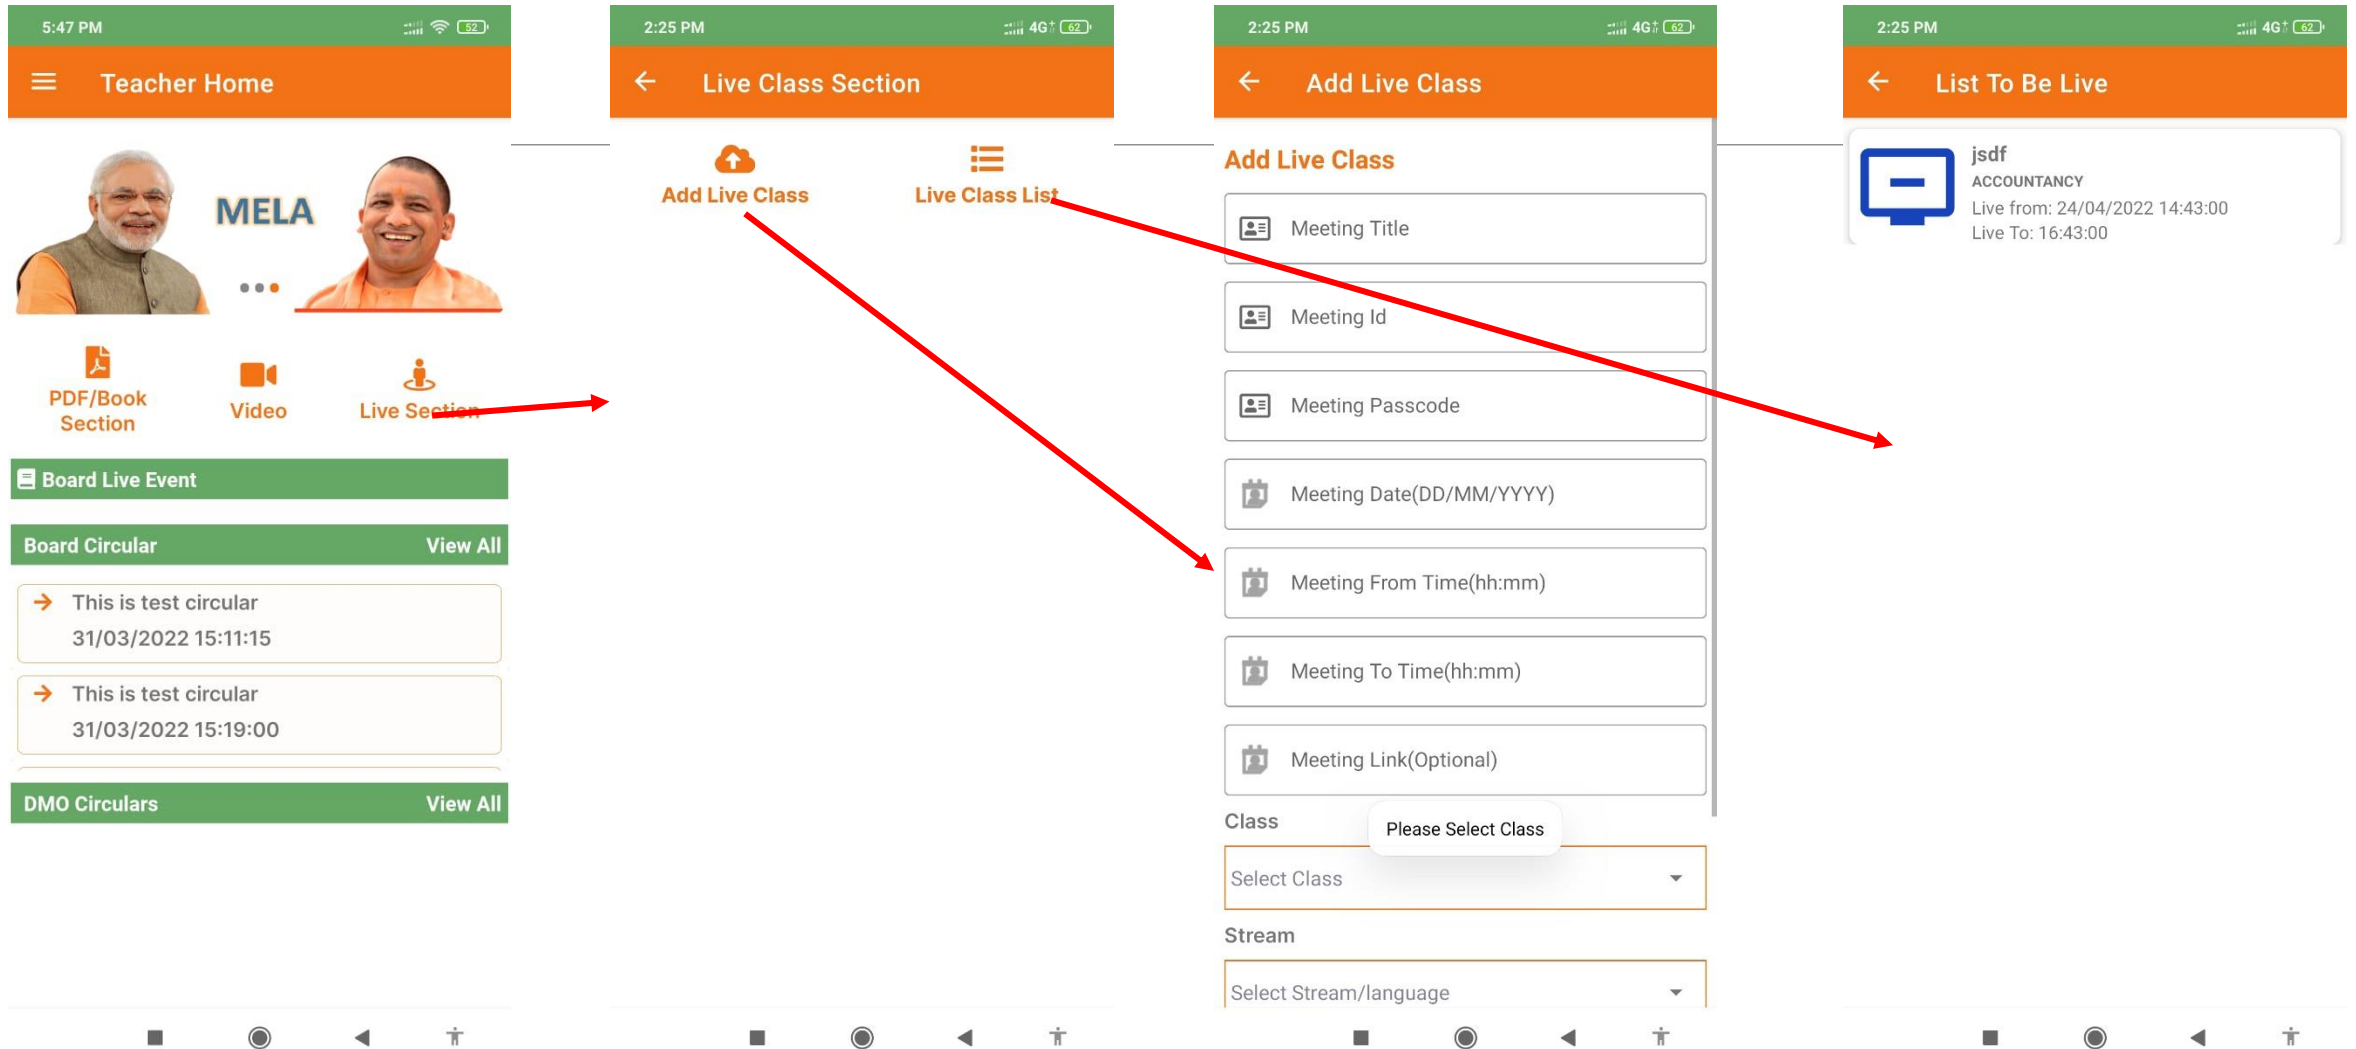 5:47 PM
52
Teacher Home
MELA
PDF/Book
Section
Video
Live Section
Board Live Event
Board Circular View All
This is test circular
31/03/2022 15:11:15
This is test circular
31/03/2022 15:19:00
DMO Circulars View All
2:25 PM
4G+ 62
Live Class Section
Add Live Class
Live Class List
2:25 PM
4G+ 62
Add Live Class
Add Live Class
Meeting Title
Meeting Id
Meeting Passcode
Meeting Date(DD/MM/YYYY)
Meeting From Time(hh:mm)
Meeting To Time(hh:mm)
Meeting Link(Optional)
Class
Please Select Class
Select Class
Stream
Select Stream/language
2:25 PM
4G+ 62
List To Be Live
jsdf
ACCOUNTANCY
Live from: 24/04/2022 14:43:00
Live To: 16:43:00